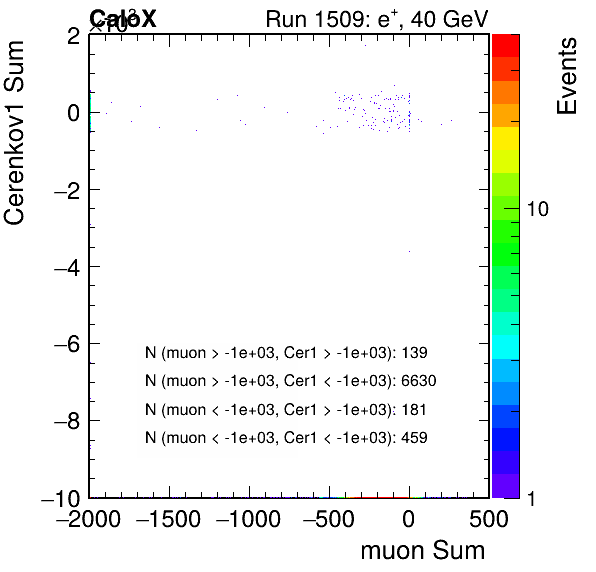 ×10³
CaloX
Run 1509: e⁺, 40 GeV
Events
Cerenkov1 Sum
2
0
−2
−4
−6
−8
−10
10
1
N (muon > -1e+03, Cer1 > -1e+03): 139
N (muon > -1e+03, Cer1 < -1e+03): 6630
N (muon < -1e+03, Cer1 > -1e+03): 181
N (muon < -1e+03, Cer1 < -1e+03): 459
−2000 −1500 −1000 −500 0 500
muon Sum